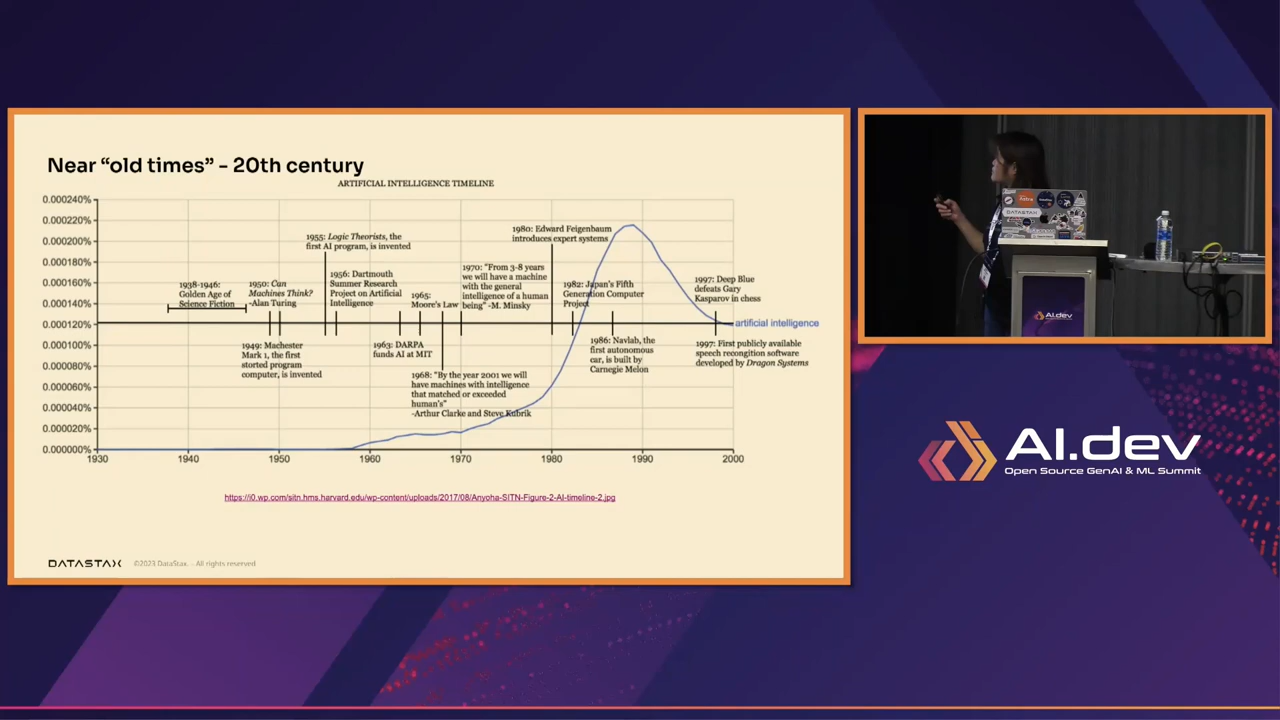 Near “old times” - 20th century
ARTIFICIAL INTELLIGENCE TIMELINE
0.000240%
0.000220%
0.000200%
0.000180%
0.000160%
0.000140%
0.000120%
0.000100%
0.000080%
0.000060%
0.000040%
0.000020%
0.000000%
1938-1946:
Golden Age of
Science Fiction
1950: Can
Machines Think?
-Alan Turing
1949: Machester
Mark 1, the first
storted program
computer, is invented
1955: Logic Theorists, the
first AI program, is invented
1956: Dartmouth
Summer Research
Project on Artificial
Intelligence
1963: DARPA
funds AI at MIT
1965:
Moore's Law
1968: "By the year 2001 we will
have machines with intelligence
that matched or exceeded
human's"
-Arthur Clarke and Steve Kubrik
1970: "From 3-8 years
we will have a machine
with the general
intelligence of a human
being" -M. Minsky
1980: Edward Feigenbaum
introduces expert systems
1982: Japan's Fifth
Generation Computer
Project
1986: Navlab, the
first autonomous
car, is built by
Carnegie Melon
1997: Deep Blue
defeats Gary
Kasparov in chess
artificial intelligence
1997: First publicly available
speech recongition software
developed by Dragon Systems
1930 1940 1950 1960 1970 1980 1990 2000
https://i0.wp.com/sitn.hms.harvard.edu/wp-content/uploads/2017/08/Anyoha-SITN-Figure-2-AI-timeline-2.jpg
DATASTAX ©2023 DataStax. - All rights reserved
DATASTAX
AI.dev
AI.dev
Open Source GenAI & ML Summit